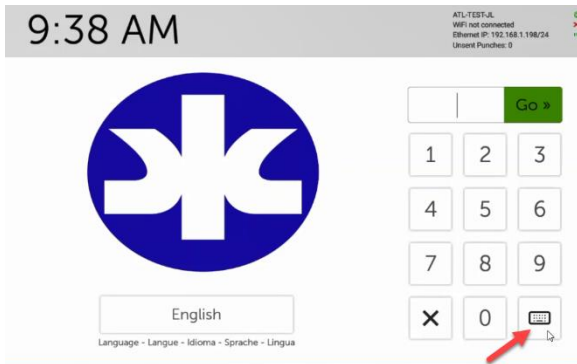 9:38 AM
ATL-TEST-JL
WiFi not connected
Ethernet IP: 192.168.1.198/24
Unsent Punches: 0
Go »
1 2 3
4 5 6
7 8 9
X 0
English
Language - Langue - Idioma - Sprache - Lingua